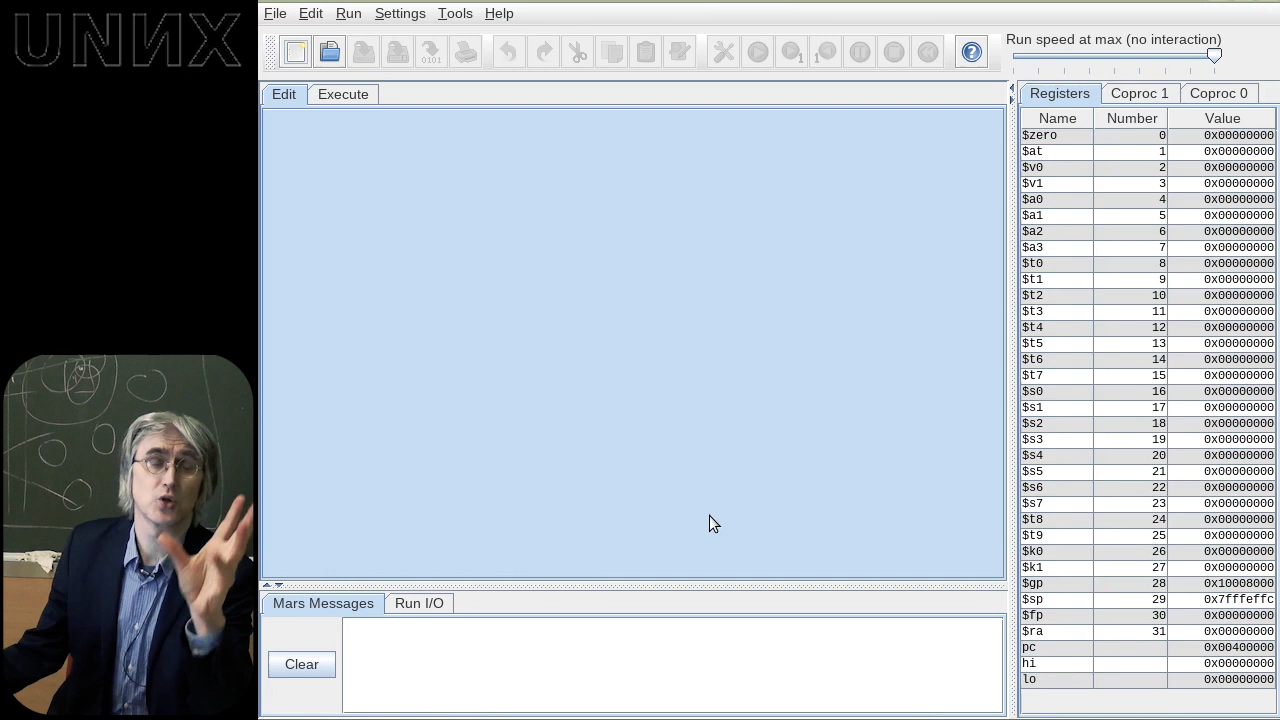 UNИX
File Edit Run Settings Tools Help
Run speed at max (no interaction)
Edit Execute
Registers Coproc 1 Coproc 0
Name Number Value
$zero 0 0x00000000
$at 1 0x00000000
$v0 2 0x00000000
$v1 3 0x00000000
$a0 4 0x00000000
$a1 5 0x00000000
$a2 6 0x00000000
$a3 7 0x00000000
$t0 8 0x00000000
$t1 9 0x00000000
$t2 10 0x00000000
$t3 11 0x00000000
$t4 12 0x00000000
$t5 13 0x00000000
$t6 14 0x00000000
$t7 15 0x00000000
$s0 16 0x00000000
$s1 17 0x00000000
$s2 18 0x00000000
$s3 19 0x00000000
$s4 20 0x00000000
$s5 21 0x00000000
$s6 22 0x00000000
$s7 23 0x00000000
$t8 24 0x00000000
$t9 25 0x00000000
$k0 26 0x00000000
$k1 27 0x00000000
$gp 28 0x10008000
$sp 29 0x7fffeffc
$fp 30 0x00000000
$ra 31 0x00000000
pc 0x00400000
hi 0x00000000
lo 0x00000000
Mars Messages Run I/O
Clear